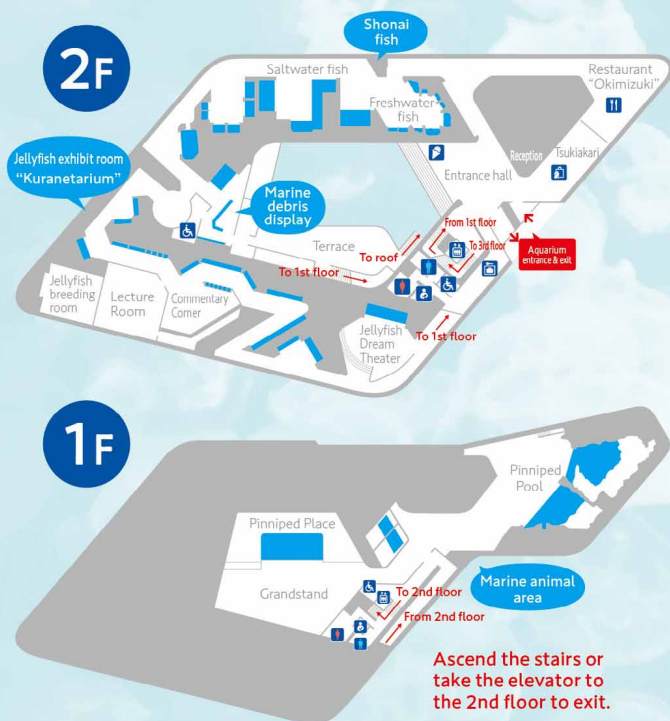 2F
Shonai
fish
Saltwater fish
Freshwater
fish
Restaurant
"Okimizuki"
Reception
Tsukiakari
Entrance hall
Jellyfish exhibit room
"Kuranetarium"
Marine
debris
display
Terrace
From 1st floor
To 3rd floor
To roof
To 1st floor
Aquarium
entrance & exit
Jellyfish
breeding
room
Lecture
Room
Commentary
Corner
Jellyfish
Dream
Theater
To 1st floor
1F
Pinniped
Pool
Pinniped Place
Grandstand
Marine animal
area
To 2nd floor
From 2nd floor
Ascend the stairs or
take the elevator to
the 2nd floor to exit.